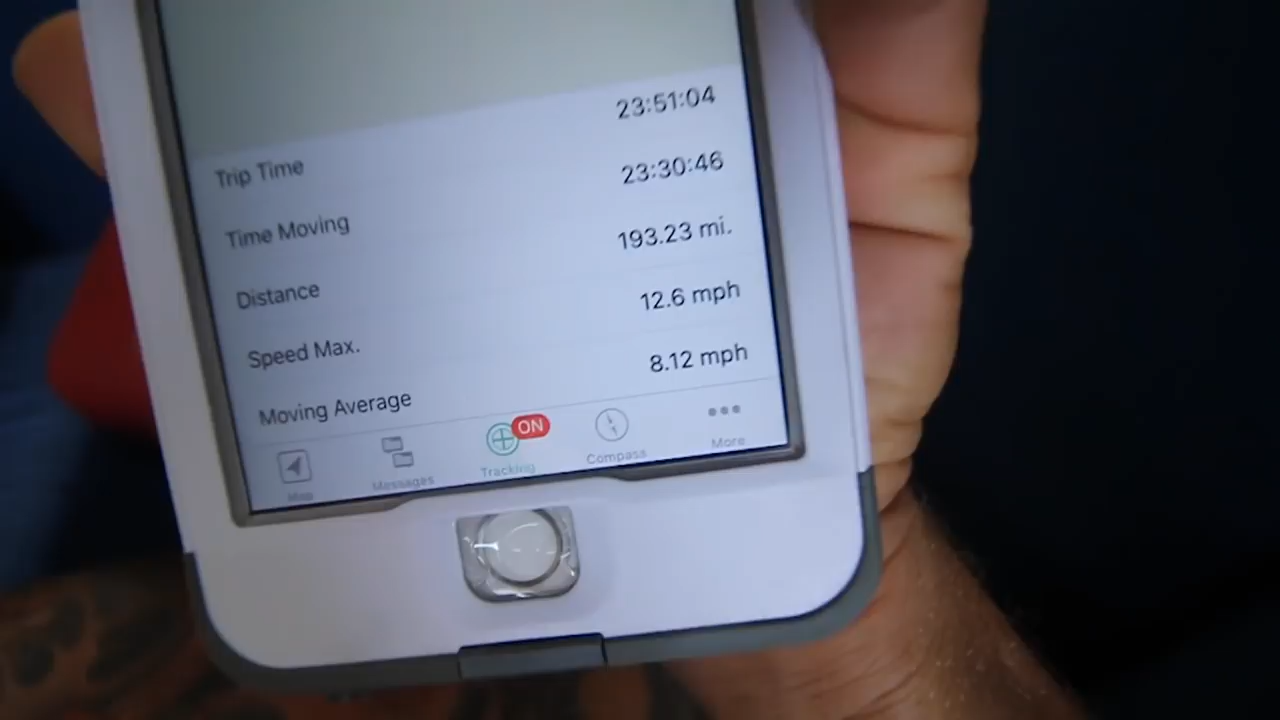 Trip Time 23:51:04
Time Moving 23:30:46
Distance 193.23 mi.
Speed Max. 12.6 mph
Moving Average 8.12 mph
ON
Map Messages Tracking Compass More